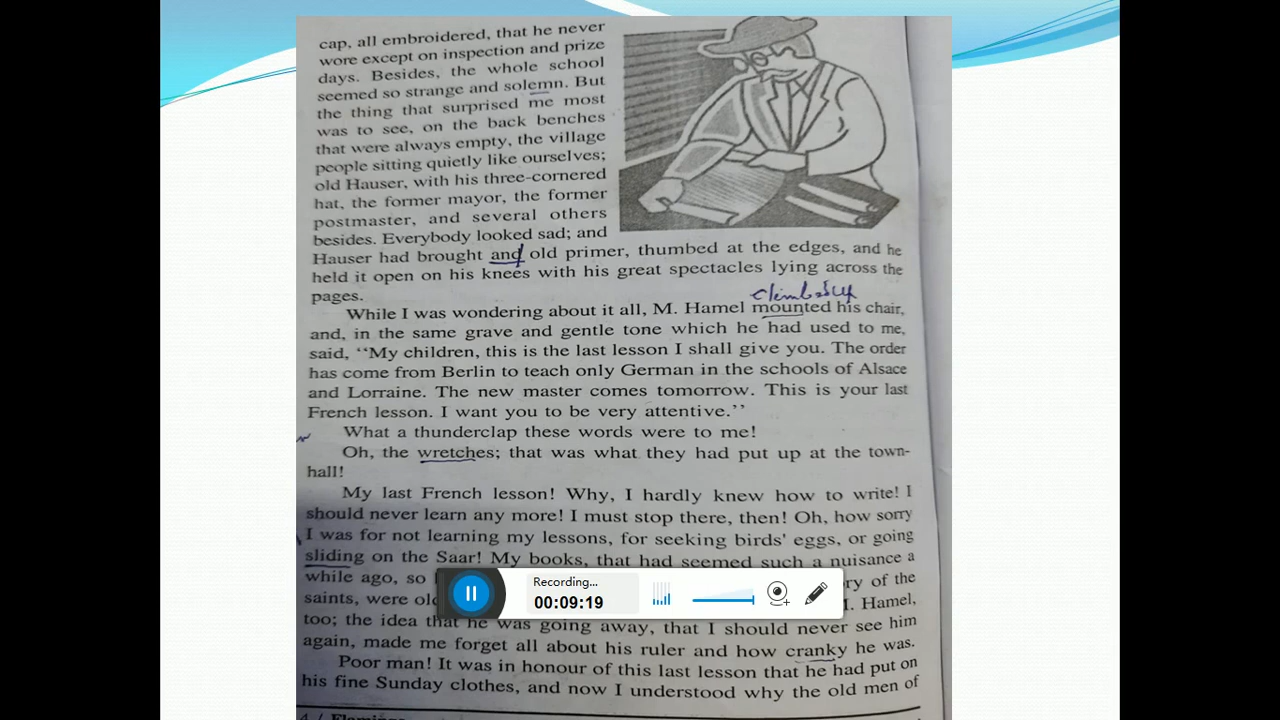 cap, all embroidered, that he never
wore except on inspection and prize
days. Besides, the whole school
seemed so strange and solemn. But
the thing that surprised me most
was to see, on the back benches
that were always empty, the village
people sitting quietly like ourselves;
old Hauser, with his three-cornered
hat, the former mayor, the former
postmaster, and several others
besides. Everybody looked sad; and
Hauser had brought and old primer, thumbed at the edges, and he
held it open on his knees with his great spectacles lying across the
pages.
While I was wondering about it all, M. Hamel mounted his chair,
and, in the same grave and gentle tone which he had used to me,
said, “My children, this is the last lesson I shall give you. The order
has come from Berlin to teach only German in the schools of Alsace
and Lorraine. The new master comes tomorrow. This is your last
French lesson. I want you to be very attentive.”
What a thunderclap these words were to me!
Oh, the wretches; that was what they had put up at the town-
hall!
My last French lesson! Why, I hardly knew how to write! I
should never learn any more! I must stop there, then! Oh, how sorry
I was for not learning my lessons, for seeking birds' eggs, or going
sliding on the Saar! My books, that had seemed such a nuisance a
while ago, so
ry of the
saints, were
. Hamel,
too; the idea that he was going away, that I should never see him
again, made me forget all about his ruler and how cranky he was.
Poor man! It was in honour of this last lesson that he had put on
his fine Sunday clothes, and now I understood why the old men of
Recording...
00:09:19